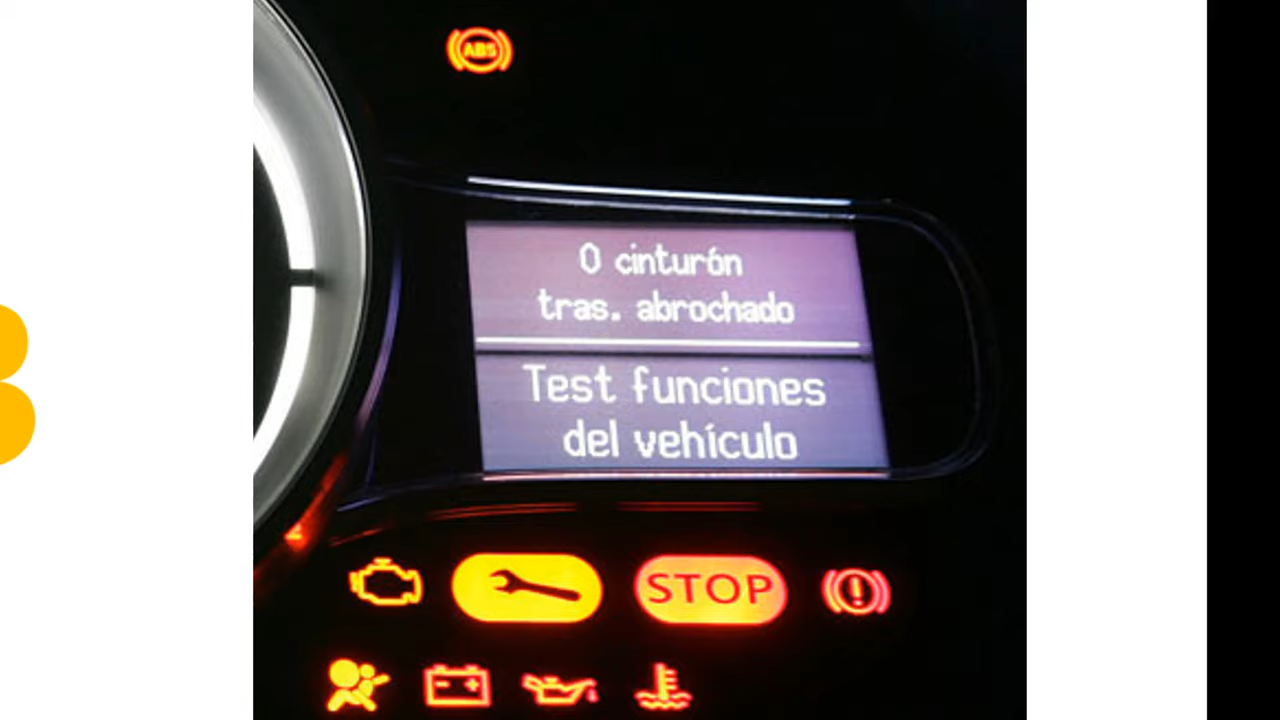 ABS
0 cinturón
tras. abrochado
Test funciones
del vehículo
STOP